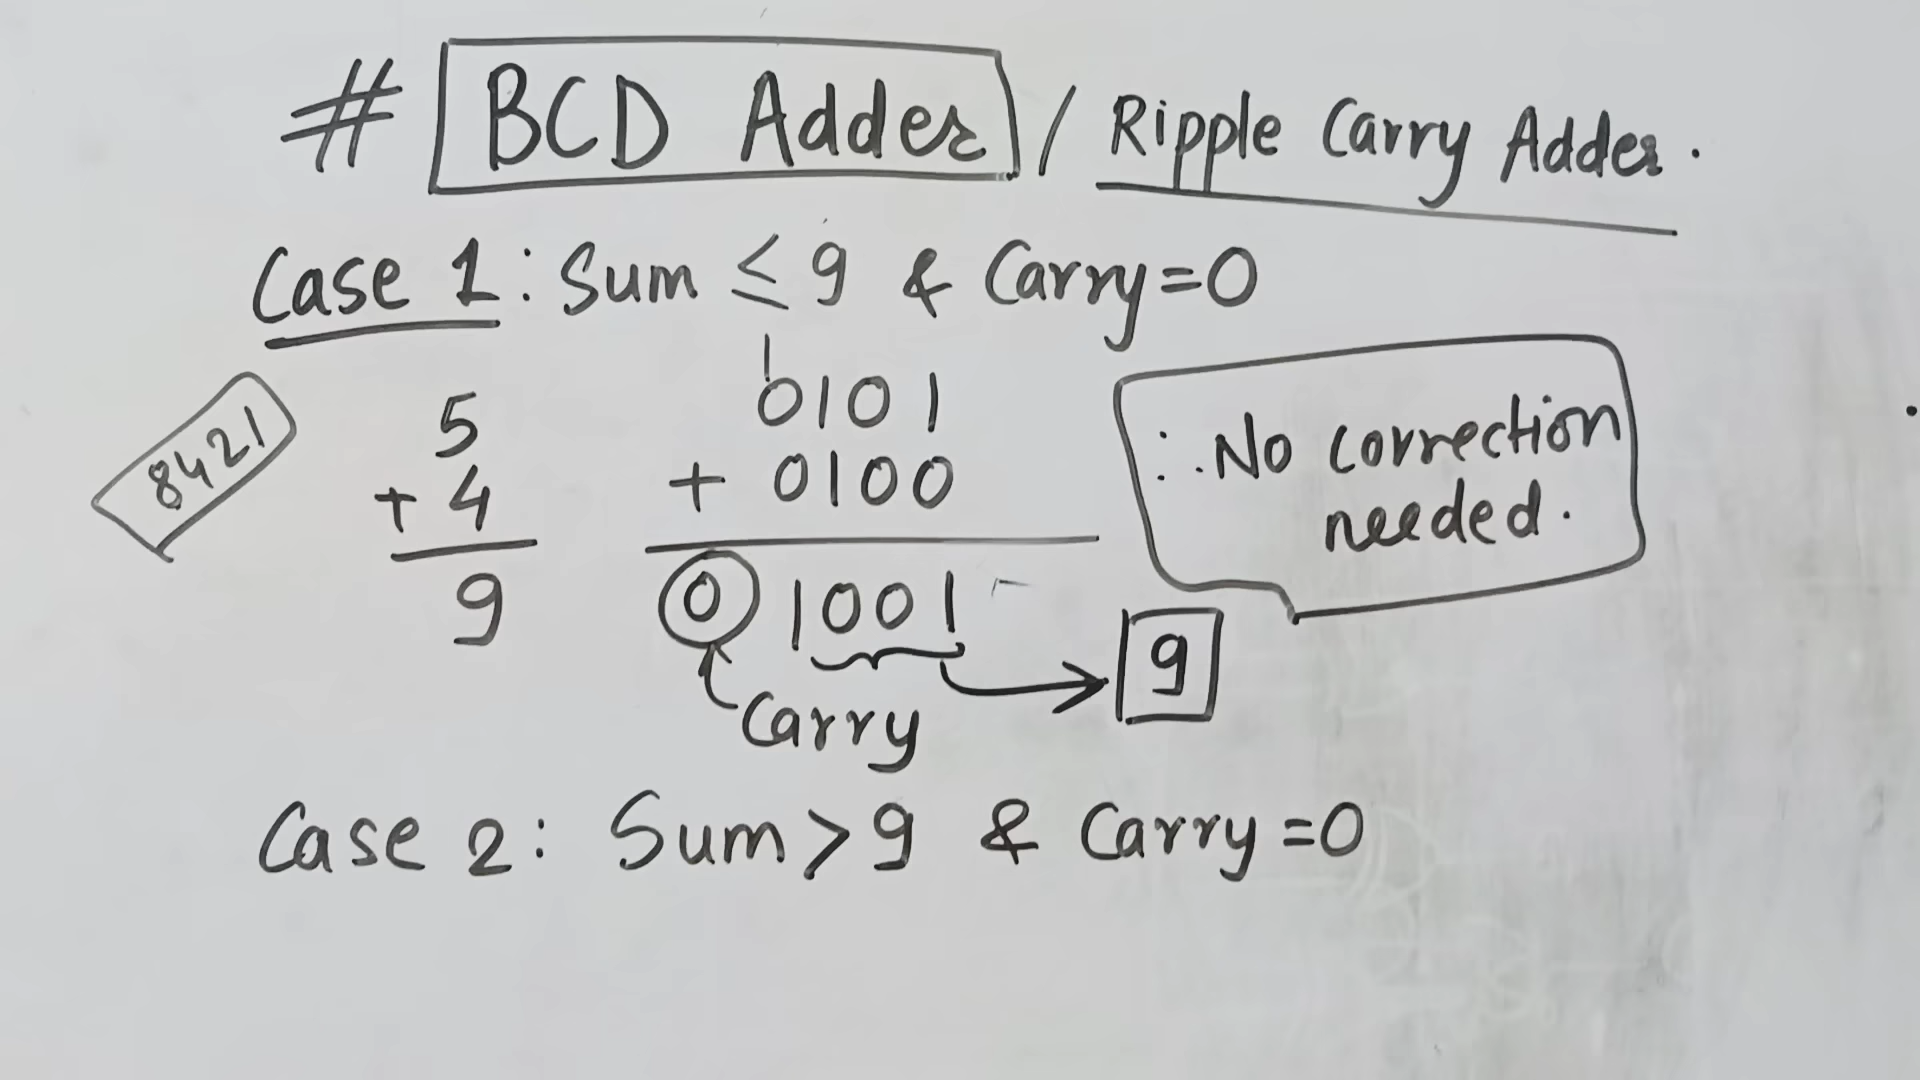 # BCD Adder / Ripple Carry Adder.
Case 1: Sum ≤ 9 & Carry=0
8421
5
+ 4
9
1
0101
+ 0100
0 1001
Carry
9
∴ No correction
needed.
Case 2: Sum > 9 & Carry=0